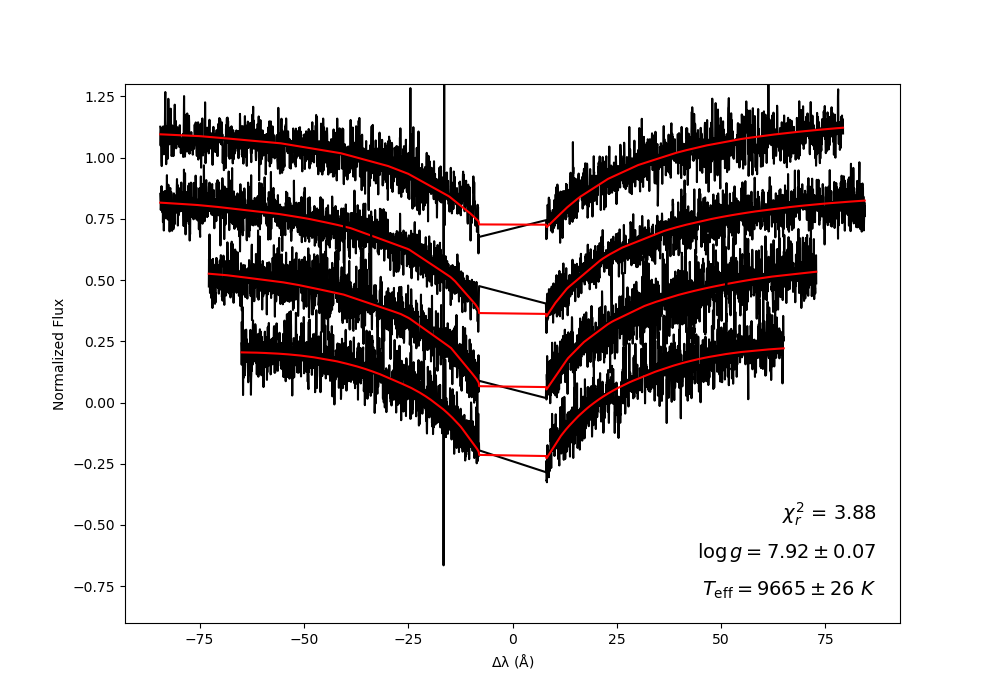 1.25
1.00
0.75
0.50
0.25
0.00
−0.25
−0.50
−0.75
Normalized Flux
χ²ᵣ = 3.88
log g = 7.92 ± 0.07
T_eff = 9665 ± 26 K
−75 −50 −25 0 25 50 75
Δλ (Å)